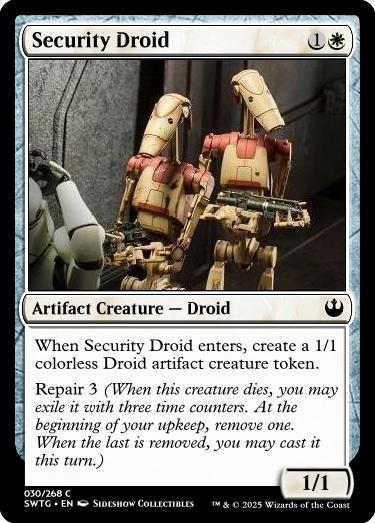 Security Droid 1
Artifact Creature — Droid
When Security Droid enters, create a 1/1
colorless Droid artifact creature token.
Repair 3 (When this creature dies, you may
exile it with three time counters. At the
beginning of your upkeep, remove one.
When the last is removed, you may cast it
this turn.)
1/1
030/268 C
SWTG • EN Sideshow Collectibles ™ & © 2025 Wizards of the Coast